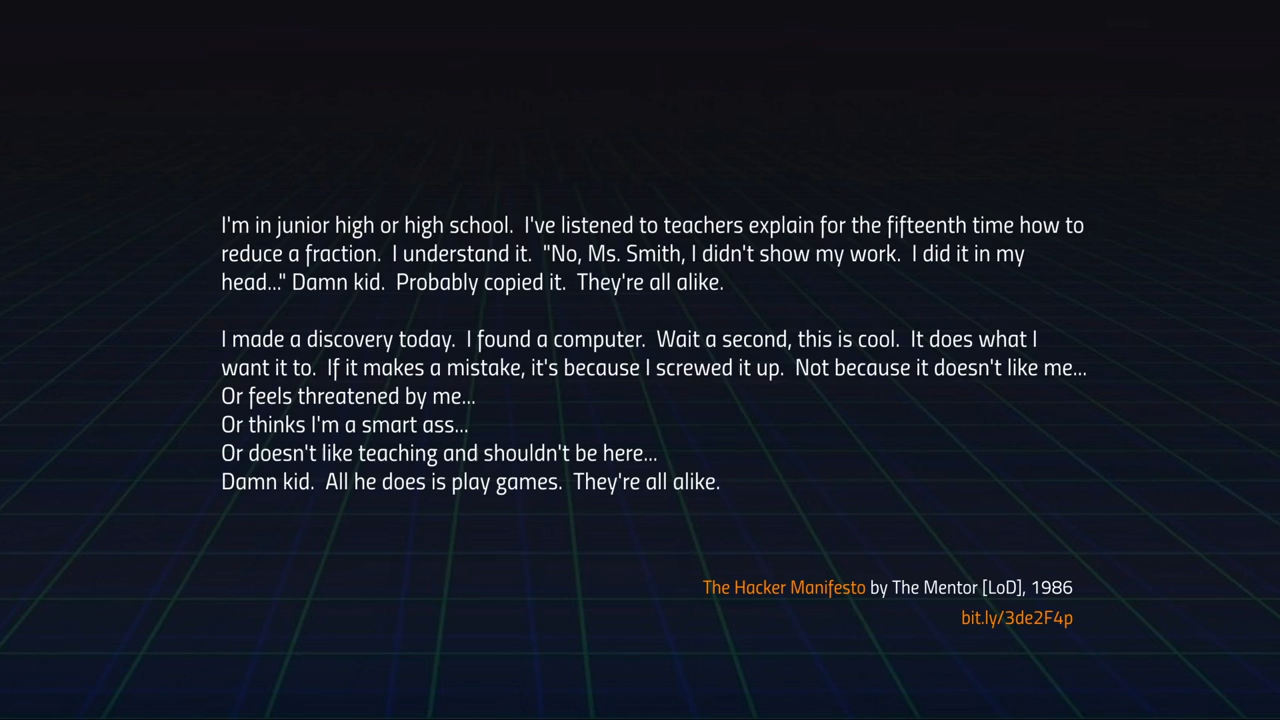 I'm in junior high or high school.  I've listened to teachers explain for the fifteenth time how to
reduce a fraction.  I understand it.  "No, Ms. Smith, I didn't show my work.  I did it in my
head..." Damn kid.  Probably copied it.  They're all alike.
I made a discovery today.  I found a computer.  Wait a second, this is cool.  It does what I
want it to.  If it makes a mistake, it's because I screwed it up.  Not because it doesn't like me...
Or feels threatened by me...
Or thinks I'm a smart ass...
Or doesn't like teaching and shouldn't be here...
Damn kid.  All he does is play games.  They're all alike.
The Hacker Manifesto by The Mentor [LoD], 1986
bit.ly/3de2F4p